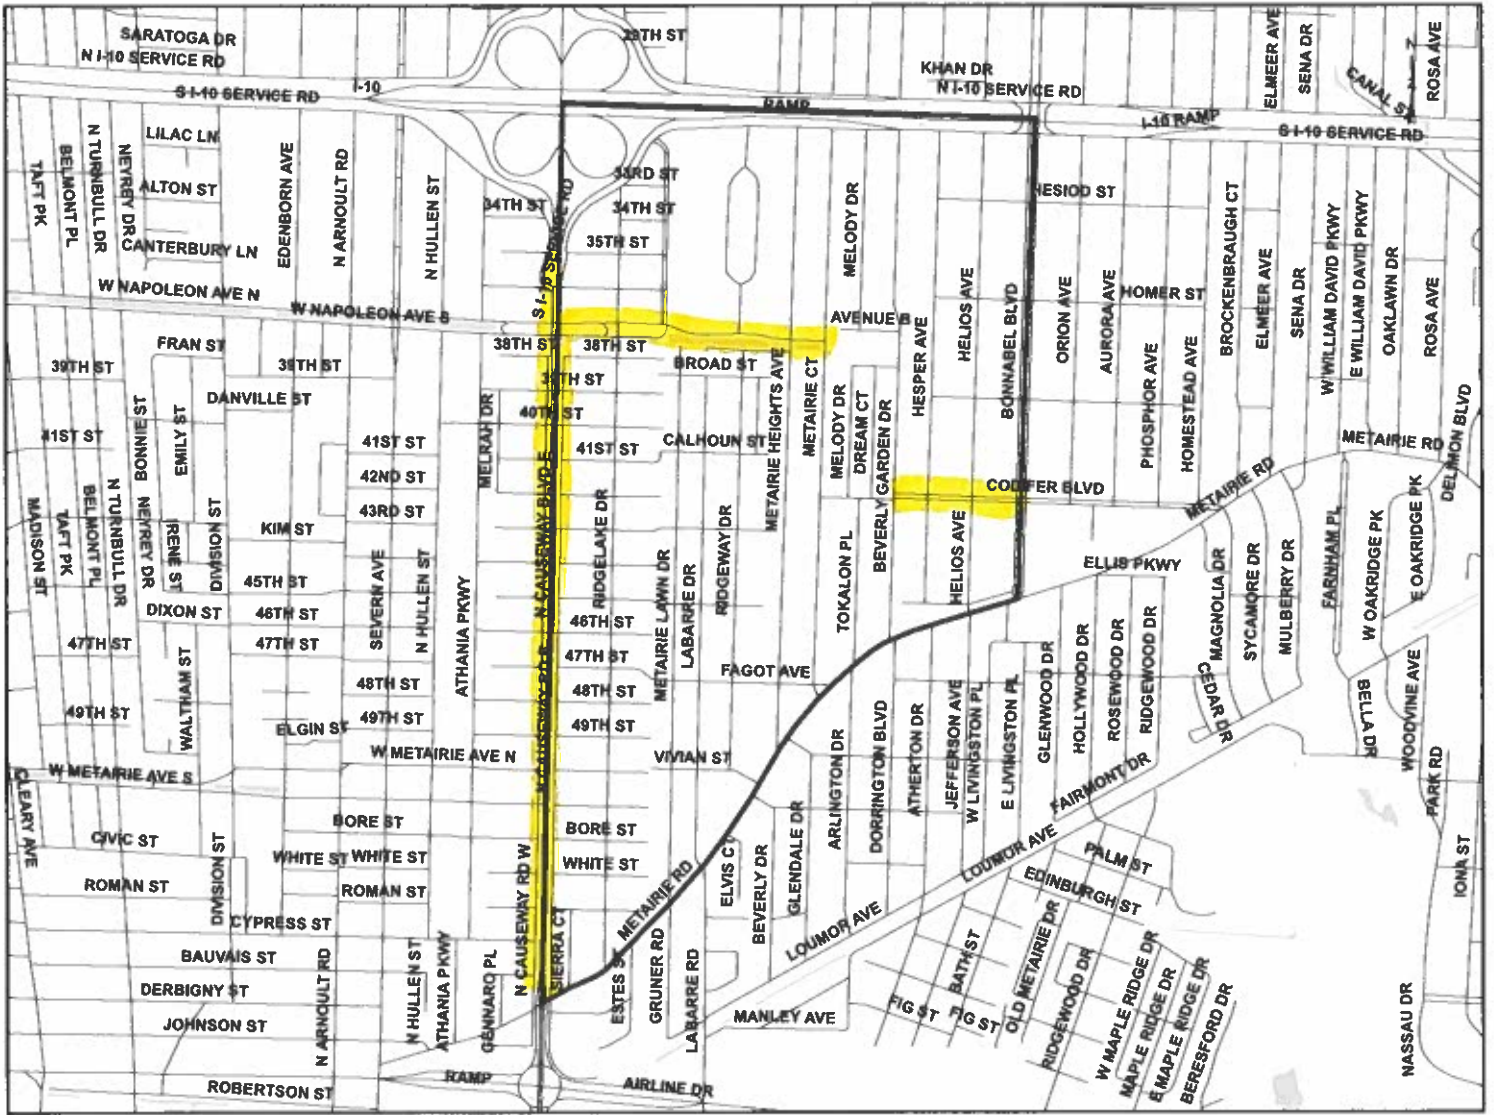 SARATOGA DR
29TH ST
ELMEER AVE
SENA DR
ROSA AVE
N I-10 SERVICE RD
KHAN DR
CANAL ST
I-10
N I-10 SERVICE RD
S I-10 SERVICE RD
RAMP
I-10 RAMP
S I-10 SERVICE RD
LILAC LN
TAFT PK
BELMONT PL
N TURNBULL DR
NEYREY DR
ALTON ST
EDENBORN AVE
N ARNOULT RD
N HULLEN ST
33RD ST
34TH ST
34TH ST
HESIOD ST
35TH ST
CANTERBURY LN
MELODY DR
BROCKENBRAUGH CT
ELMEER AVE
SENA DR
W WILLIAM DAVID PKWY
E WILLIAM DAVID PKWY
OAKLAWN DR
ROSA AVE
S I-10 SERVICE RD
W NAPOLEON AVE N
W NAPOLEON AVE S
AVENUE B
HELIOS AVE
BONNABEL BLVD
ORION AVE
AURORA AVE
HOMER ST
FRAN ST
38TH ST
38TH ST
39TH ST
39TH ST
39TH ST
BROAD ST
DANVILLE ST
40TH ST
METAIRIE HEIGHTS AVE
METAIRIE CT
MELODY DR
DREAM CT
BEVERLY GARDEN DR
HESPER AVE
PHOSPHOR AVE
HOMESTEAD AVE
41ST ST
BONNIE ST
EMILY ST
41ST ST
MELRAH DR
41ST ST
CALHOUN ST
METAIRIE RD
DELIMON BLVD
42ND ST
43RD ST
CODIFER BLVD
METAIRIE RD
MADISON ST
TAFT PK
BELMONT PL
N TURNBULL DR
NEYREY DR
IRENE ST
DIVISION ST
KIM ST
N CAUSEWAY BLVD E
RIDGELAKE DR
RIDGEWAY DR
HELIOS AVE
FARNHAM PL
W OAKRIDGE PK
E OAKRIDGE PK
45TH ST
ELLIS PKWY
DIXON ST
46TH ST
SEVERN AVE
N HULLEN ST
ATHANIA PKWY
46TH ST
METAIRIE LAWN DR
LABARRE DR
TOKALON PL
MAGNOLIA DR
SYCAMORE DR
MULBERRY DR
47TH ST
47TH ST
47TH ST
FAGOT AVE
WALTHAM ST
48TH ST
48TH ST
49TH ST
49TH ST
49TH ST
ELGIN ST
GLENWOOD DR
HOLLYWOOD DR
ROSEWOOD DR
RIDGEWOOD DR
CEDAR DR
BELLA DR
WOODVINE AVE
W METAIRIE AVE N
VIVIAN ST
W METAIRIE AVE S
ARLINGTON DR
DORRINGTON BLVD
ATHERTON DR
JEFFERSON AVE
W LIVINGSTON PL
E LIVINGSTON PL
FAIRMONT DR
PARK RD
CLEARY AVE
BORE ST
BORE ST
CIVIC ST
WHITE ST
WHITE ST
WHITE ST
LOUMOR AVE
PALM ST
ROMAN ST
DIVISION ST
ROMAN ST
N CAUSEWAY RD W
METAIRIE RD
BEVERLY DR
GLENDALE DR
EDINBURGH ST
IONA ST
CYPRESS ST
SIERRA CT
LOUMOR AVE
BAUVAIS ST
N ARNOULT RD
N HULLEN ST
ATHANIA PKWY
GENNARO PL
GRUNER RD
LABARRE RD
BATH ST
OLD METAIRIE DR
RIDGEWOOD DR
W MAPLE RIDGE DR
MAPLE RIDGE DR
E MAPLE RIDGE DR
BERESFORD DR
DERBIGNY ST
JOHNSON ST
MANLEY AVE
FIG ST
FIG ST
NASSAU DR
ROBERTSON ST
RAMP
AIRLINE DR